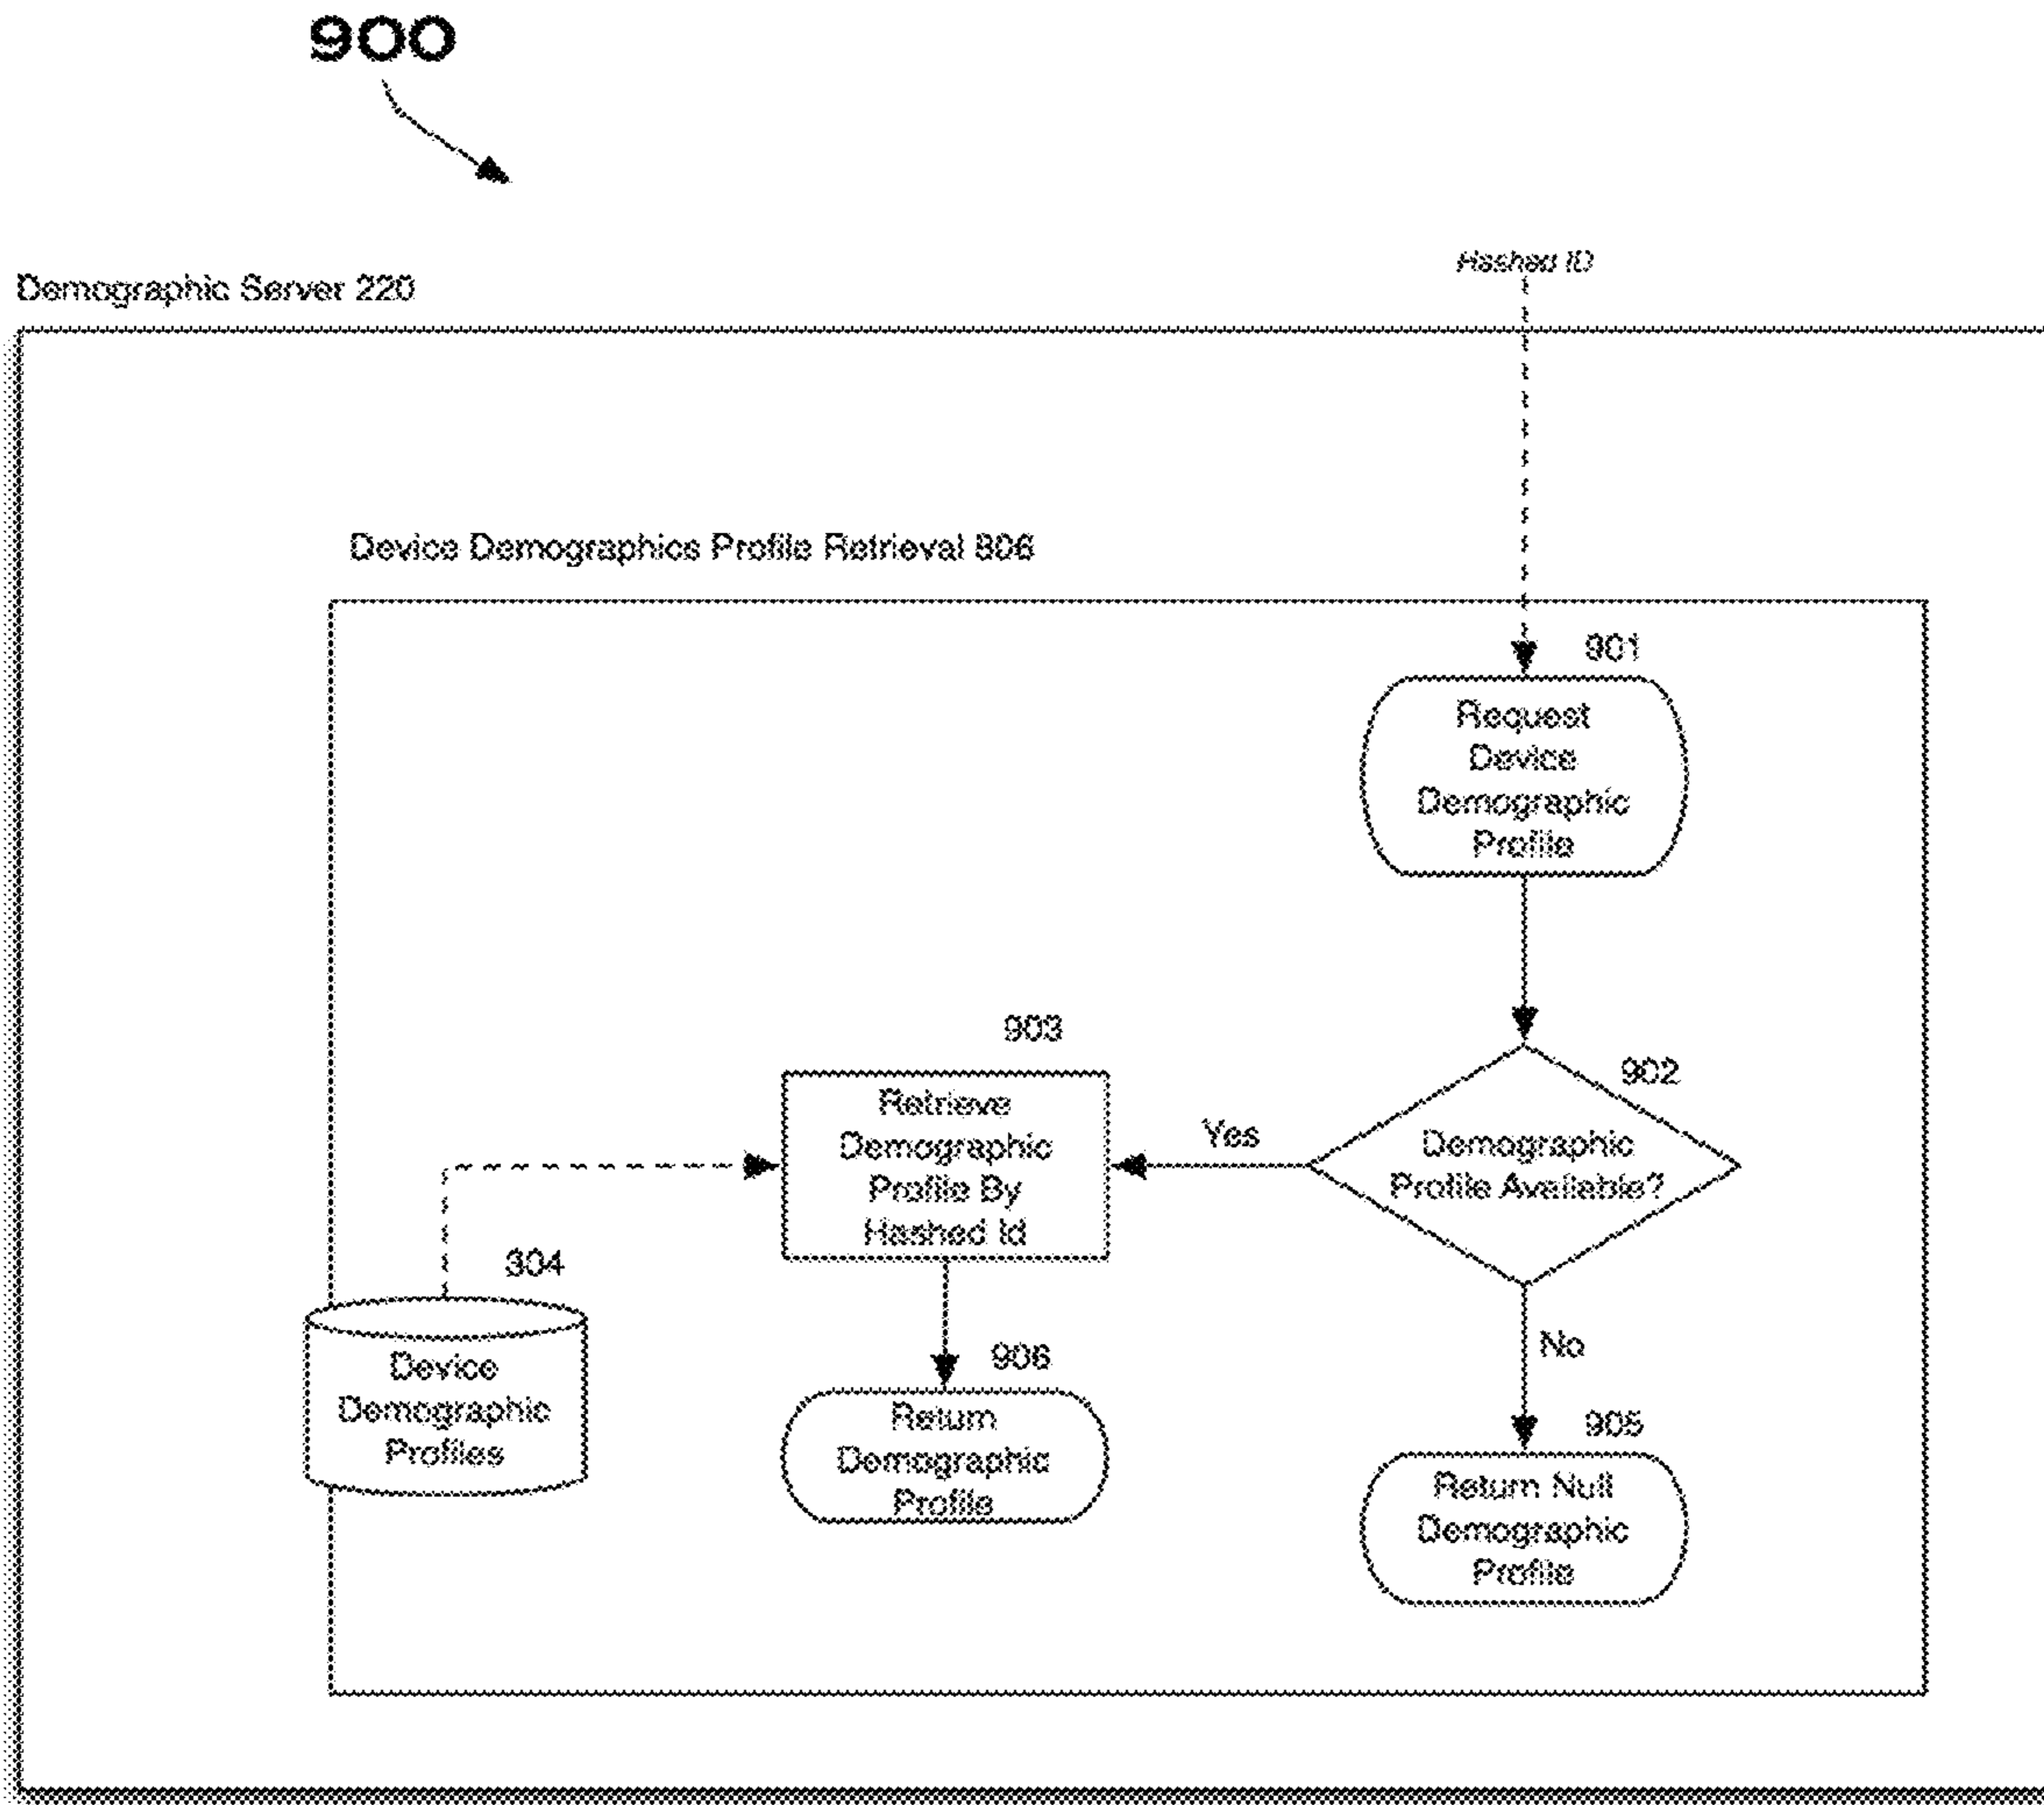 900
Hashed ID
Demographic Server 220
Device Demographics Profile Retrieval 806
901
Request
Device
Demographic
Profile
903
902
Retrieve
Demographic
Profile By
Hashed Id
Yes
Demographic
Profile Available?
304
Device
Demographic
Profiles
906
Return
Demographic
Profile
No
905
Return Null
Demographic
Profile